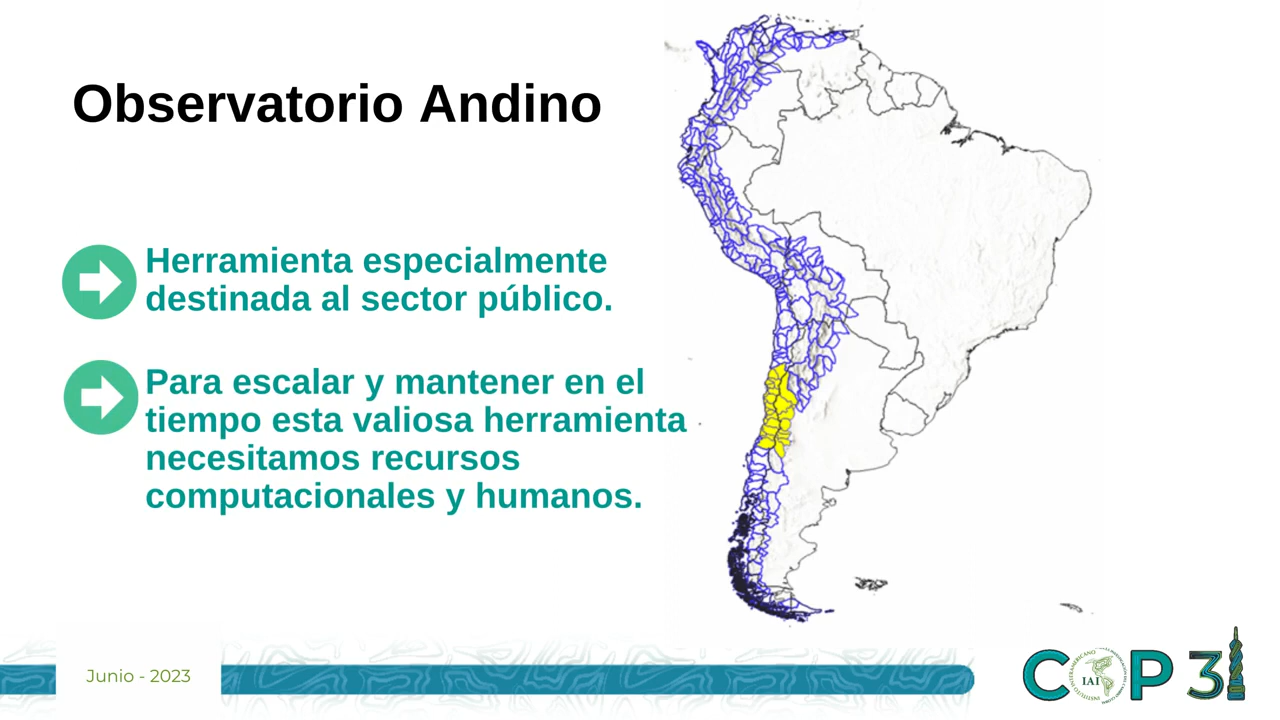 Observatorio Andino
Herramienta especialmente
destinada al sector público.
Para escalar y mantener en el
tiempo esta valiosa herramienta
necesitamos recursos
computacionales y humanos.
Junio - 2023
COP 31
IAI